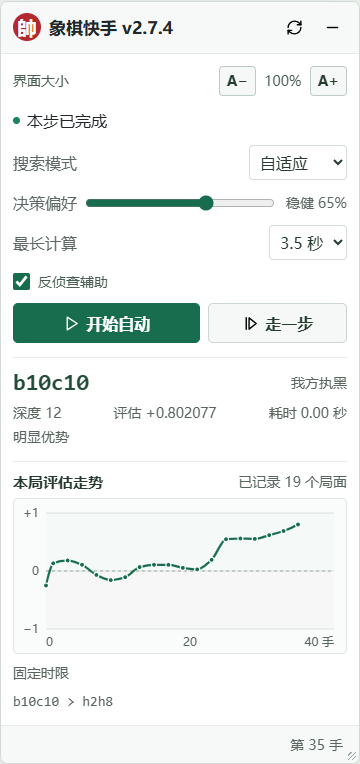 帥 象棋快手 v2.7.4
界面大小 A− 100% A+
本步已完成
搜索模式 自适应
决策偏好 稳健 65%
最长计算 3.5 秒
反侦查辅助
开始自动 走一步
b10c10 我方执黑
深度 12 评估 +0.802077 耗时 0.00 秒
明显优势
本局评估走势 已记录 19 个局面
+1
0
−1
0 20 40 手
固定时限
b10c10 > h2h8
第 35 手